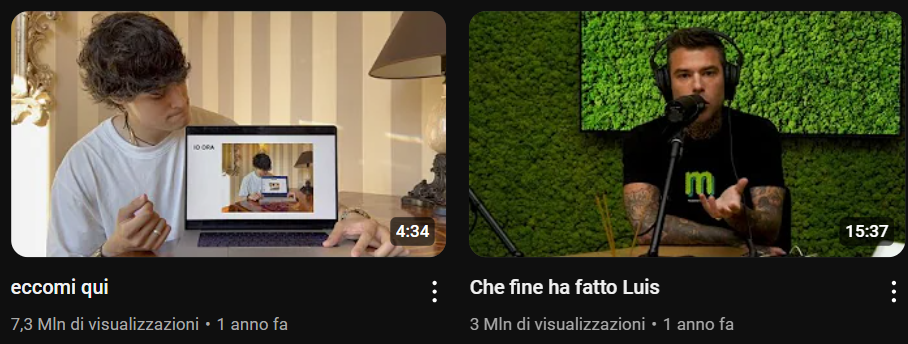 IO ORA
4:34
m
15:37
eccomi qui
7,3 Mln di visualizzazioni • 1 anno fa
Che fine ha fatto Luis
3 Mln di visualizzazioni • 1 anno fa